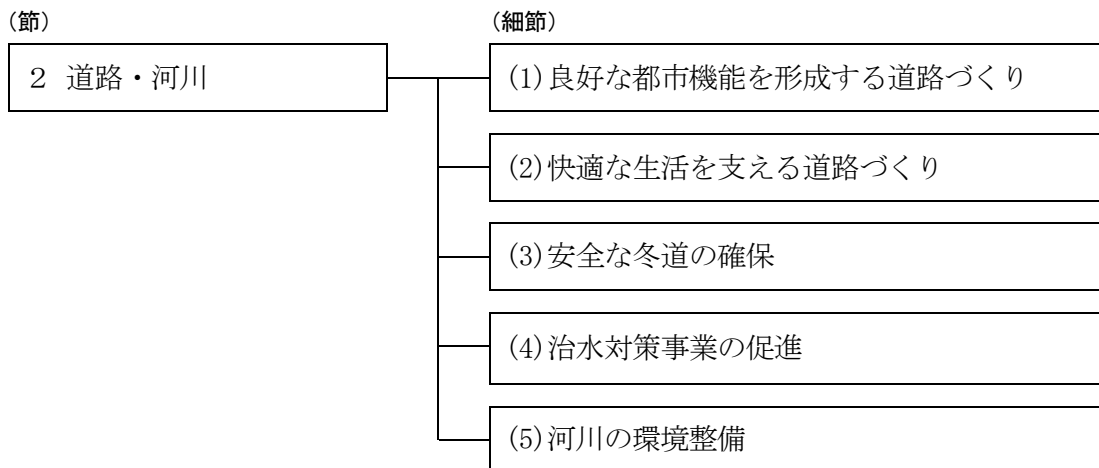 (節)
(細節)
２ 道路・河川
(1)良好な都市機能を形成する道路づくり
(2)快適な生活を支える道路づくり
(3)安全な冬道の確保
(4)治水対策事業の促進
(5)河川の環境整備